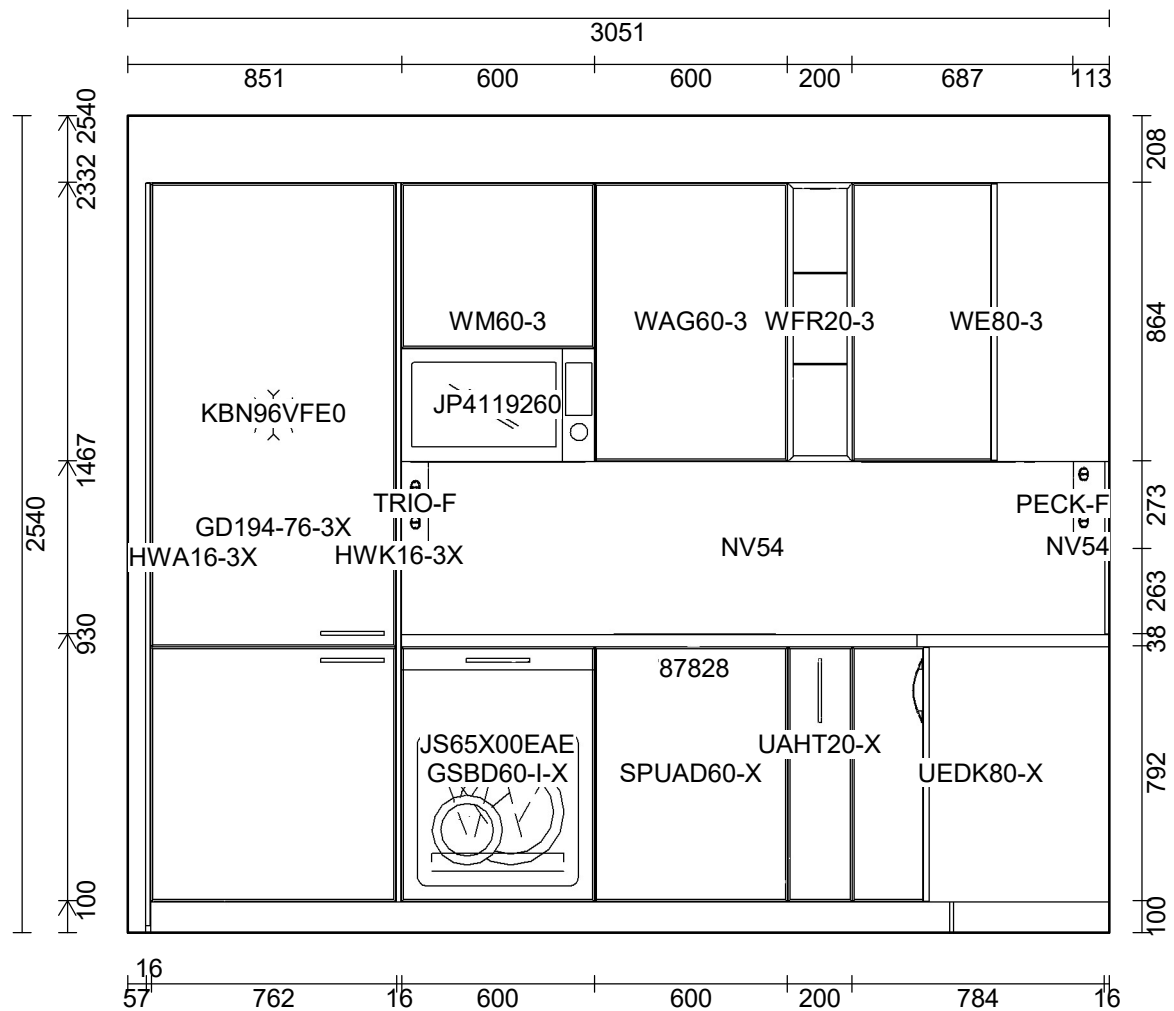 3051
851 600 600 200 687 113
2540
2332
1467
930
100
2540
208
864
273
263
38
792
100
WM60-3 WAG60-3 WFR20-3 WE80-3
KBN96VFE0 JP4119260
TRIO-F PECK-F
GD194-76-3X
HWA16-3X HWK16-3X NV54 NV54
87828
JS65X00EAE UAHT20-X
GSBD60-I-X SPUAD60-X UEDK80-X
16
57 762 16 600 600 200 784 16